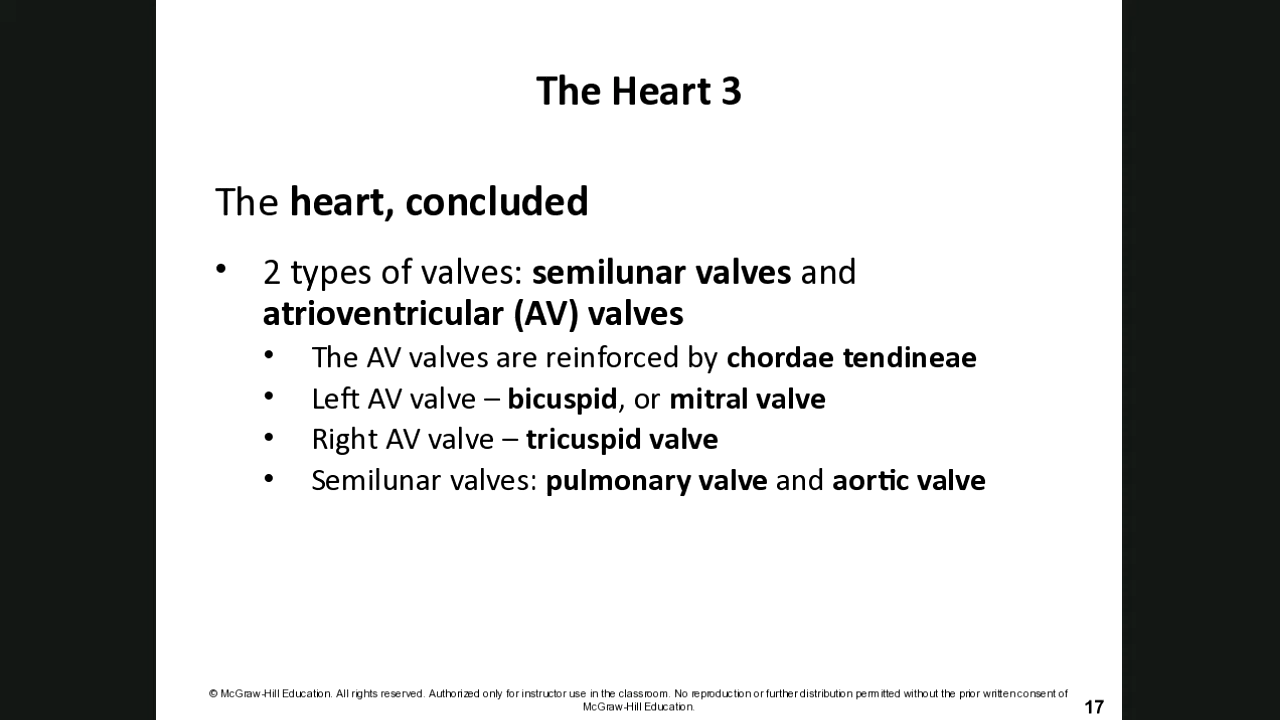 The Heart 3
The heart, concluded
• 2 types of valves: semilunar valves and
atrioventricular (AV) valves
• The AV valves are reinforced by chordae tendineae
• Left AV valve – bicuspid, or mitral valve
• Right AV valve – tricuspid valve
• Semilunar valves: pulmonary valve and aortic valve
© McGraw-Hill Education. All rights reserved. Authorized only for instructor use in the classroom. No reproduction or further distribution permitted without the prior written consent of
McGraw-Hill Education.
17